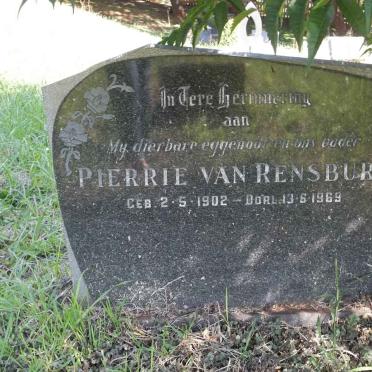 In Tere Herinnering
aan
My dierbare eggenoot en ons vader
PIERRIE VAN RENSBUR
GEB. 2-5-1902 - OORL. 13-6-1969